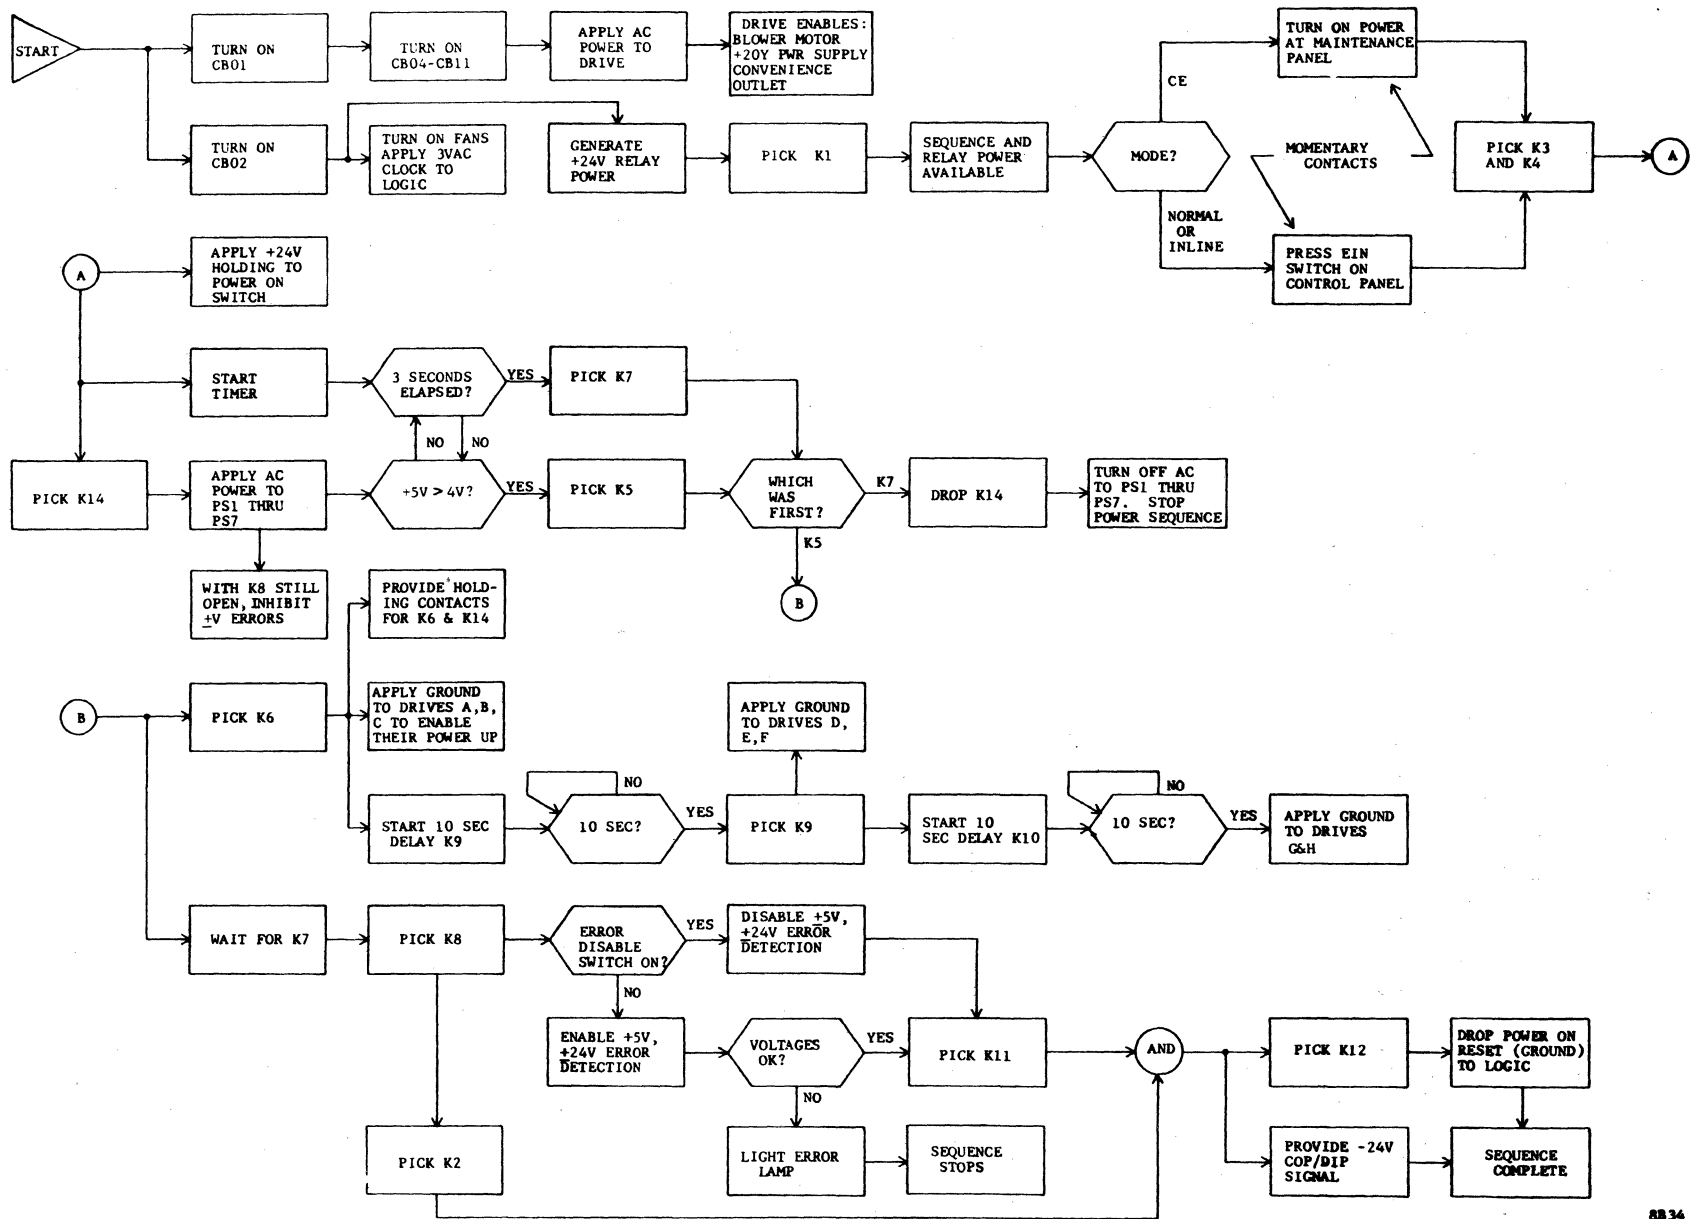 START
TURN ON
CB01
TURN ON
CB04-CB11
APPLY AC
POWER TO
DRIVE
DRIVE ENABLES:
BLOWER MOTOR
+20Y PWR SUPPLY
CONVENIENCE
OUTLET
TURN ON POWER
AT MAINTENANCE
PANEL
CE
TURN ON
CB02
TURN ON FANS
APPLY 3VAC
CLOCK TO
LOGIC
GENERATE
+24V RELAY
POWER
PICK K1
SEQUENCE AND
RELAY POWER
AVAILABLE
MODE?
MOMENTARY
CONTACTS
PICK K3
AND K4
A
NORMAL
OR
INLINE
PRESS EIN
SWITCH ON
CONTROL PANEL
A
APPLY +24V
HOLDING TO
POWER ON
SWITCH
START
TIMER
3 SECONDS
ELAPSED?
YES
PICK K7
NO
NO
PICK K14
APPLY AC
POWER TO
PS1 THRU
PS7
+5V > 4V?
YES
PICK K5
WHICH
WAS
FIRST?
K7
DROP K14
TURN OFF AC
TO PS1 THRU
PS7. STOP
POWER SEQUENCE
K5
B
WITH K8 STILL
OPEN, INHIBIT
±V ERRORS
PROVIDE HOLD-
ING CONTACTS
FOR K6 & K14
B
PICK K6
APPLY GROUND
TO DRIVES A,B,
C TO ENABLE
THEIR POWER UP
APPLY GROUND
TO DRIVES D,
E,F
START 10 SEC
DELAY K9
10 SEC?
NO
YES
PICK K9
START 10
SEC DELAY K10
10 SEC?
NO
YES
APPLY GROUND
TO DRIVES
G&H
WAIT FOR K7
PICK K8
ERROR
DISABLE
SWITCH ON?
YES
DISABLE ±5V,
±24V ERROR
DETECTION
NO
ENABLE +5V,
±24V ERROR
DETECTION
VOLTAGES
OK?
YES
PICK K11
AND
PICK K12
DROP POWER ON
RESET (GROUND)
TO LOGIC
NO
PICK K2
LIGHT ERROR
LAMP
SEQUENCE
STOPS
PROVIDE -24V
COP/DIP
SIGNAL
SEQUENCE
COMPLETE
8B34